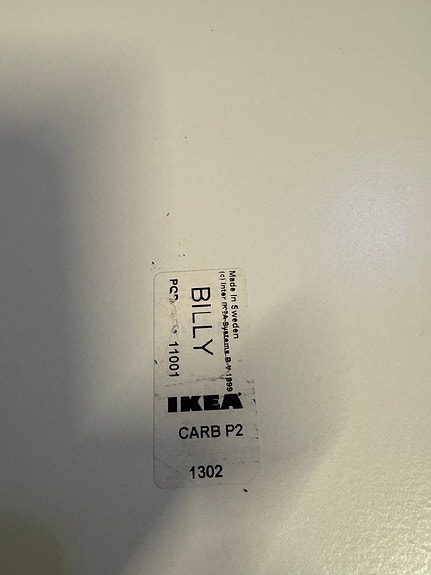 Made in Sweden
(c) Inter IKEA Systems B.V 1999
BILLY
11001
IKEA
CARB P2
1302